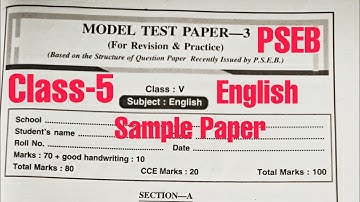 MODEL TEST PAPER—3
PSEB
(For Revision & Practice)
(Based on the Structure of Question Paper Recently Issued by P.S.E.B.)
Class-5
Class : V
English
Subject : English
School
Sample Paper
Student's name
Roll No.
Date
Marks : 70 + good handwriting : 10
Total Marks : 80
CCE Marks : 20
Total Marks : 100
SECTION—A